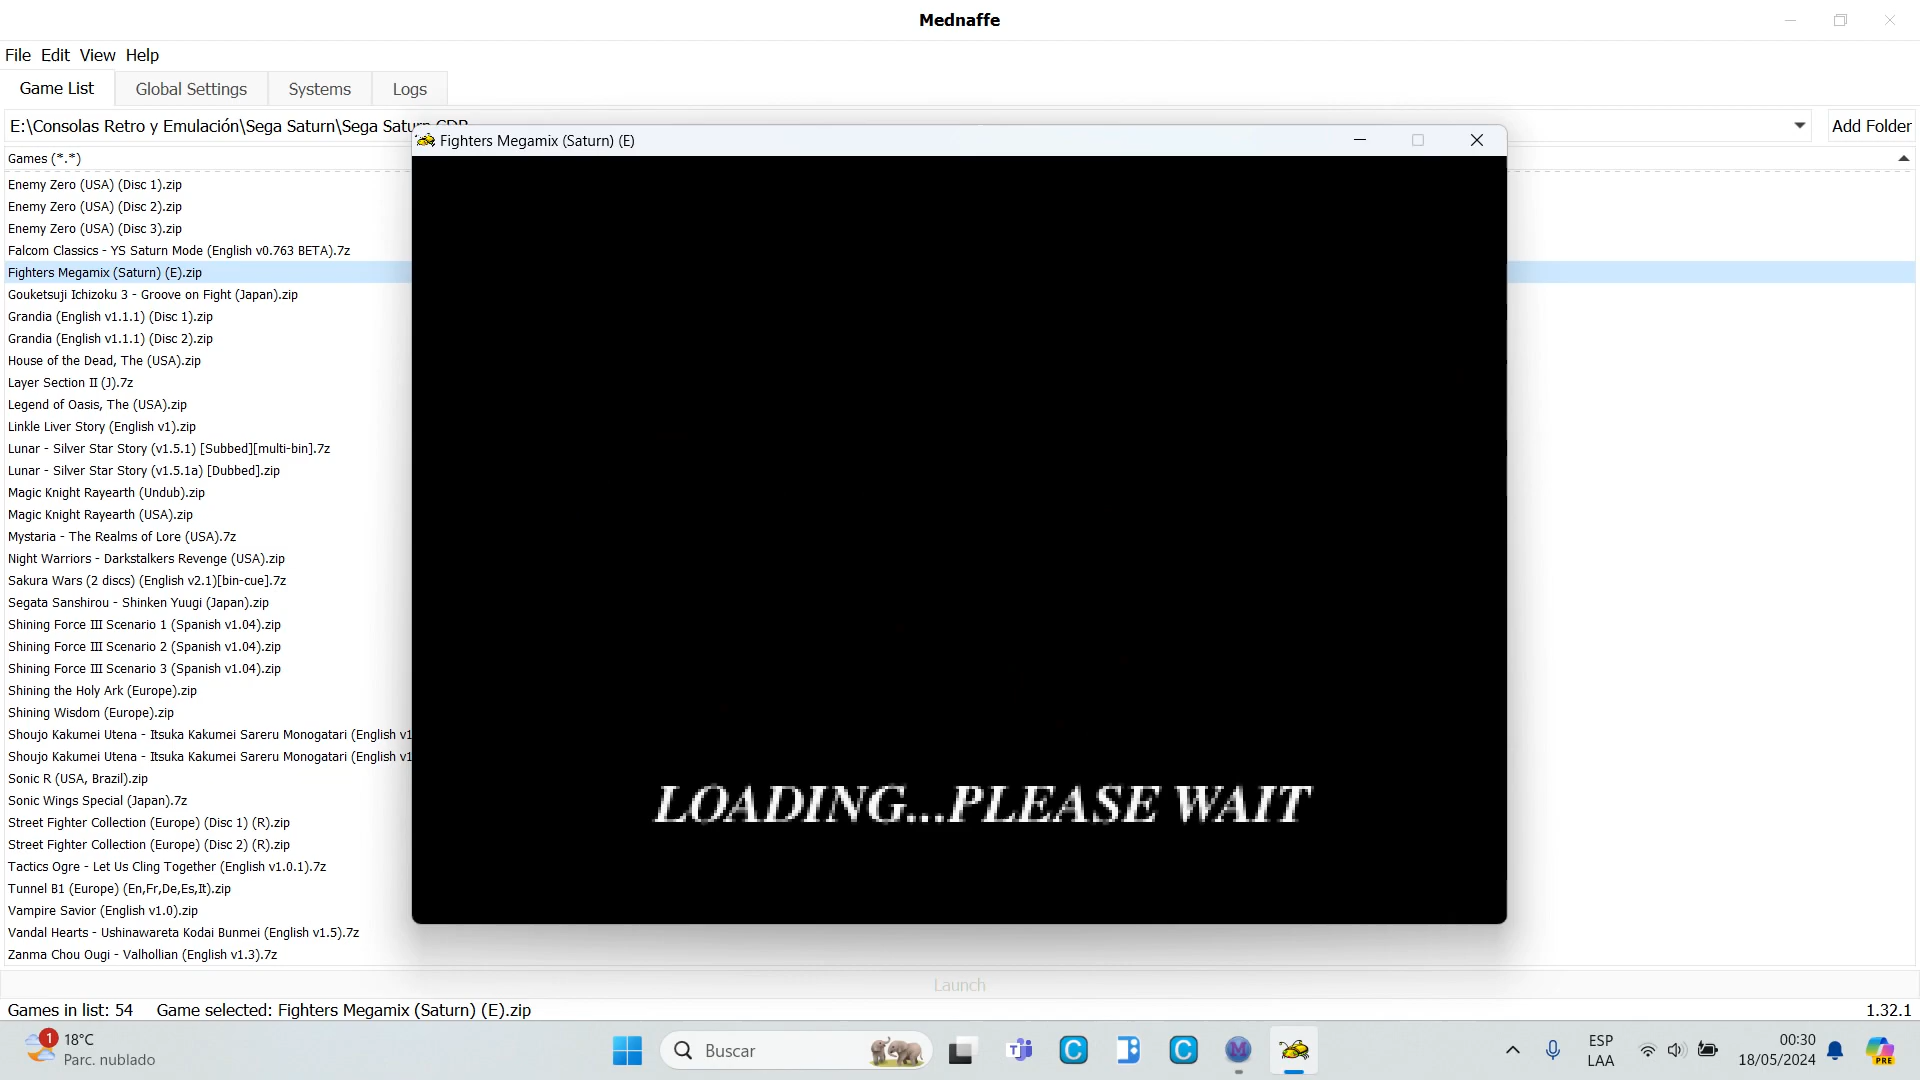 Mednaffe
File Edit View Help
Game List Global Settings Systems Logs
E:\Consolas Retro y Emulación\Sega Saturn\Sega Saturn CDR Add Folder
Fighters Megamix (Saturn) (E)
Games (*.*)
Enemy Zero (USA) (Disc 1).zip
Enemy Zero (USA) (Disc 2).zip
Enemy Zero (USA) (Disc 3).zip
Falcom Classics - YS Saturn Mode (English v0.763 BETA).7z
Fighters Megamix (Saturn) (E).zip
Gouketsuji Ichizoku 3 - Groove on Fight (Japan).zip
Grandia (English v1.1.1) (Disc 1).zip
Grandia (English v1.1.1) (Disc 2).zip
House of the Dead, The (USA).zip
Layer Section II (J).7z
Legend of Oasis, The (USA).zip
Linkle Liver Story (English v1).zip
Lunar - Silver Star Story (v1.5.1) [Subbed][multi-bin].7z
Lunar - Silver Star Story (v1.5.1a) [Dubbed].zip
Magic Knight Rayearth (Undub).zip
Magic Knight Rayearth (USA).zip
Mystaria - The Realms of Lore (USA).7z
Night Warriors - Darkstalkers Revenge (USA).zip
Sakura Wars (2 discs) (English v2.1)[bin-cue].7z
Segata Sanshirou - Shinken Yuugi (Japan).zip
Shining Force III Scenario 1 (Spanish v1.04).zip
Shining Force III Scenario 2 (Spanish v1.04).zip
Shining Force III Scenario 3 (Spanish v1.04).zip
Shining the Holy Ark (Europe).zip
Shining Wisdom (Europe).zip
Shoujo Kakumei Utena - Itsuka Kakumei Sareru Monogatari (English v1
Shoujo Kakumei Utena - Itsuka Kakumei Sareru Monogatari (English v1
Sonic R (USA, Brazil).zip
Sonic Wings Special (Japan).7z
Street Fighter Collection (Europe) (Disc 1) (R).zip
Street Fighter Collection (Europe) (Disc 2) (R).zip
Tactics Ogre - Let Us Cling Together (English v1.0.1).7z
Tunnel B1 (Europe) (En,Fr,De,Es,It).zip
Vampire Savior (English v1.0).zip
Vandal Hearts - Ushinawareta Kodai Bunmei (English v1.5).7z
Zanma Chou Ougi - Valhollian (English v1.3).7z
LOADING...PLEASE WAIT
Launch
Games in list: 54 Game selected: Fighters Megamix (Saturn) (E).zip 1.32.1
1 18°C
Parc. nublado
Buscar
ESP
LAA
00:30
18/05/2024
PRE